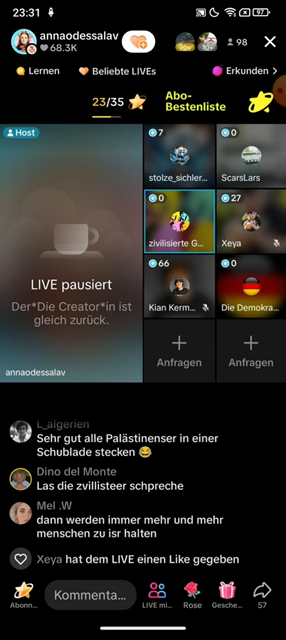 23:31
97
annaodessalav
68.3K
70+
70+
98
Lernen
Beliebte LIVEs
Erkunden >
23/35
Abo-
Bestenliste
Host
7
stolze_sichler...
0
ScarsLars
0
zivilisierte G...
27
Xeya
LIVE pausiert
Der*Die Creator*in ist
gleich zurück.
66
Kian Kerm...
0
Die Demokra...
annaodessalav
Anfragen
Anfragen
L_algerien
Sehr gut alle Palästinenser in einer
Schublade stecken 😂
Dino del Monte
Las die zvillisteer schpreche
Mel .W
dann werden immer mehr und mehr
menschen zu isr halten
Xeya hat dem LIVE einen Like gegeben
Abonn...
Kommenta...
LIVE mi...
Rose
Gesche...
57